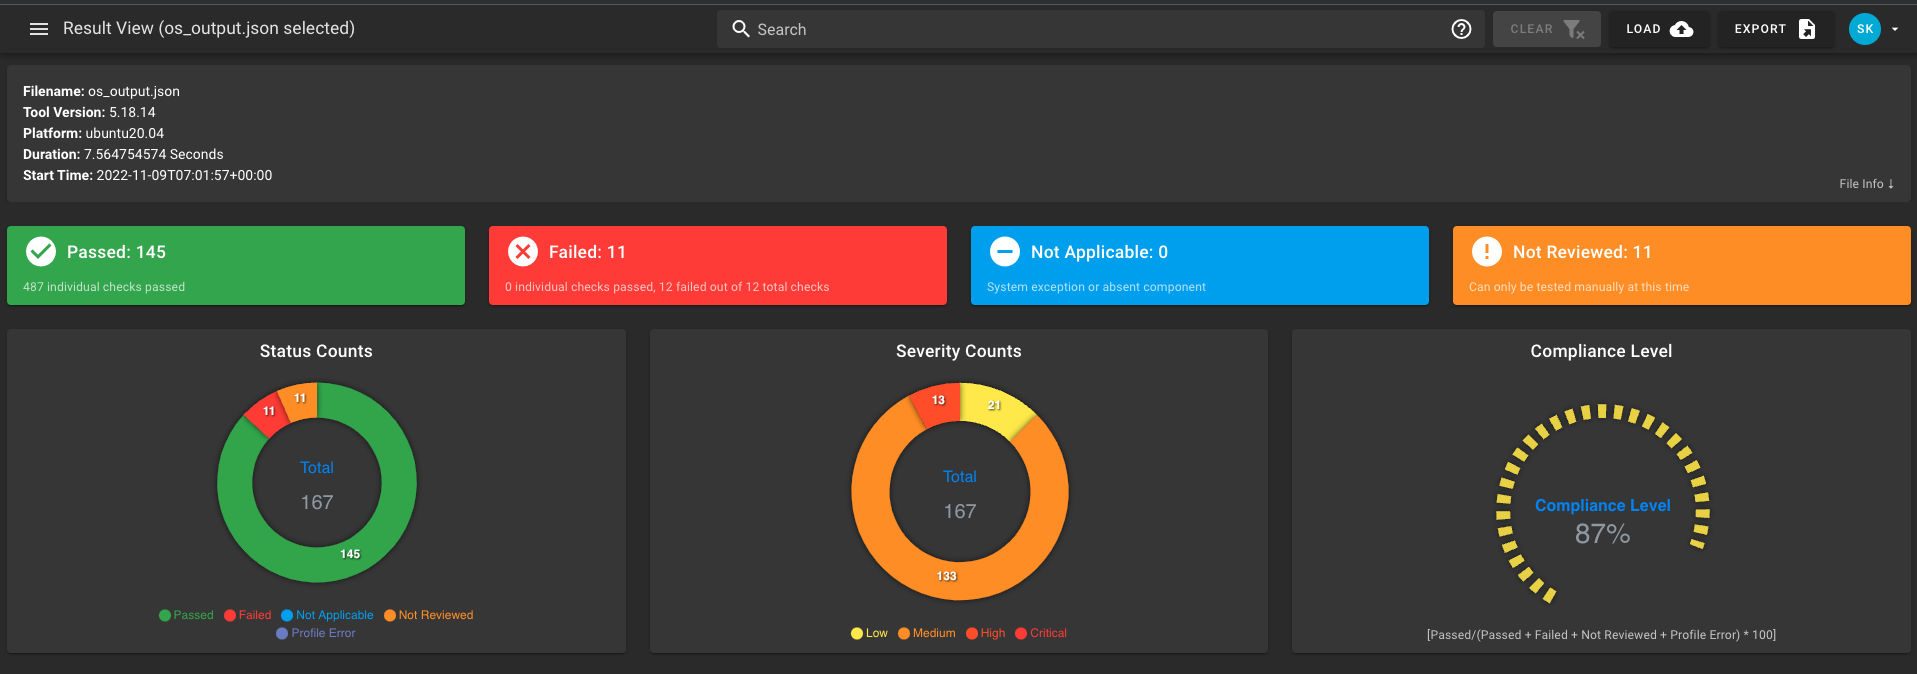 Result View (os_output.json selected)
Search
CLEAR
LOAD
EXPORT
SK
Filename: os_output.json
Tool Version: 5.18.14
Platform: ubuntu20.04
Duration: 7.564754574 Seconds
Start Time: 2022-11-09T07:01:57+00:00
File Info ↓
Passed: 145
487 individual checks passed
Failed: 11
0 individual checks passed, 12 failed out of 12 total checks
Not Applicable: 0
System exception or absent component
Not Reviewed: 11
Can only be tested manually at this time
Status Counts
11
11
Total
167
145
Passed Failed Not Applicable Not Reviewed
Profile Error
Severity Counts
13
21
Total
167
133
Low Medium High Critical
Compliance Level
Compliance Level
87%
[Passed/(Passed + Failed + Not Reviewed + Profile Error) * 100]